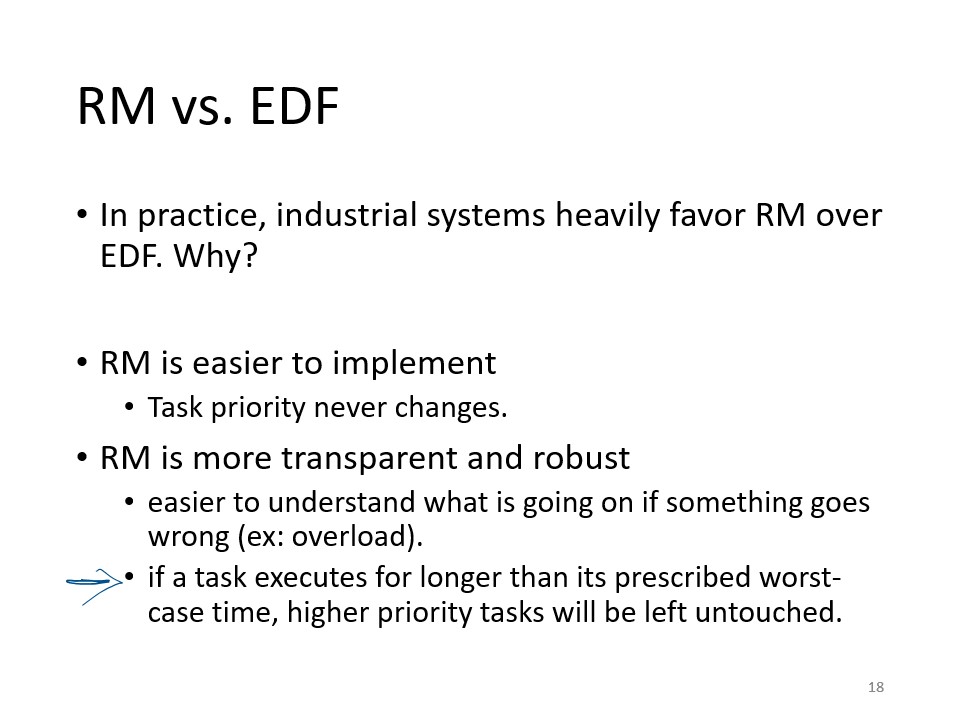 RM vs. EDF
• In practice, industrial systems heavily favor RM over
EDF. Why?
• RM is easier to implement
• Task priority never changes.
• RM is more transparent and robust
• easier to understand what is going on if something goes
wrong (ex: overload).
• if a task executes for longer than its prescribed worst-
case time, higher priority tasks will be left untouched.
18